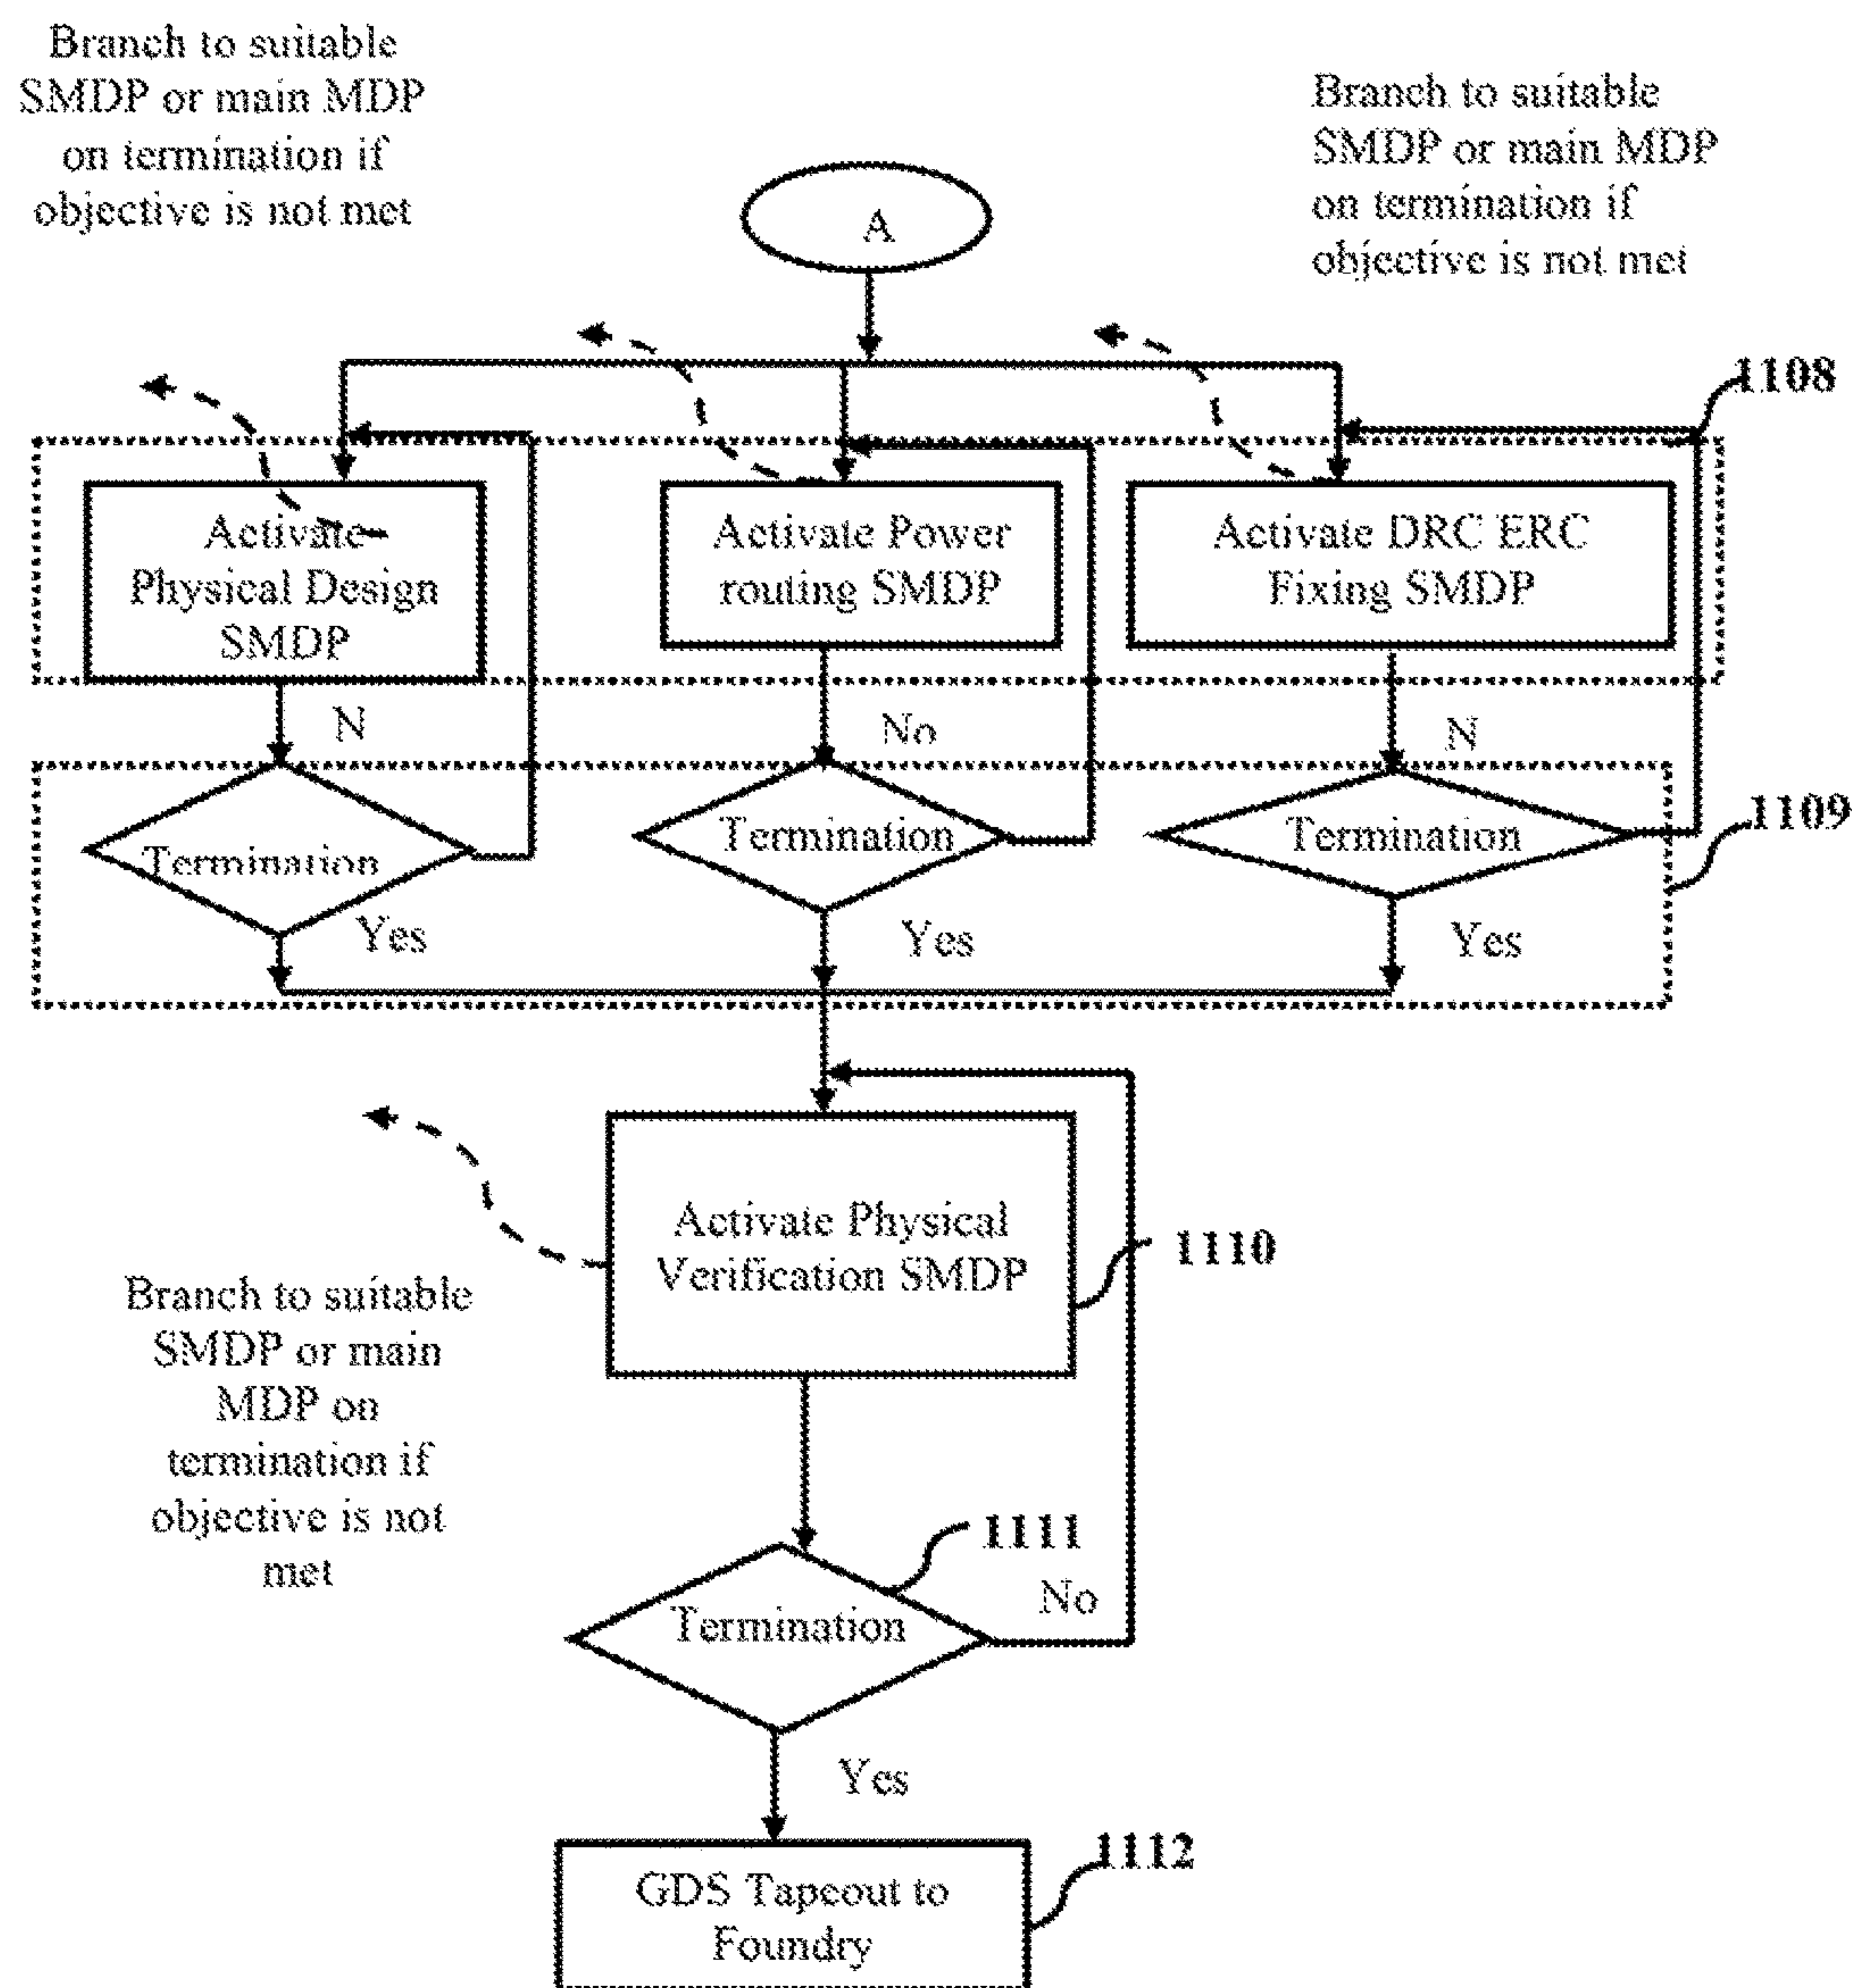 Branch to suitable
SMDP or main MDP
on termination if
objective is not met
Branch to suitable
SMDP or main MDP
on termination if
objective is not met
A
1108
Activate
Physical Design
SMDP
Activate Power
routing SMDP
Activate DRC ERC
Fixing SMDP
N
No
N
Termination
Termination
Termination
1109
Yes
Yes
Yes
Activate Physical
Verification SMDP
1110
Branch to suitable
SMDP or main
MDP on
termination if
objective is not
met
1111
No
Termination
Yes
1112
GDS Tapeout to
Foundry